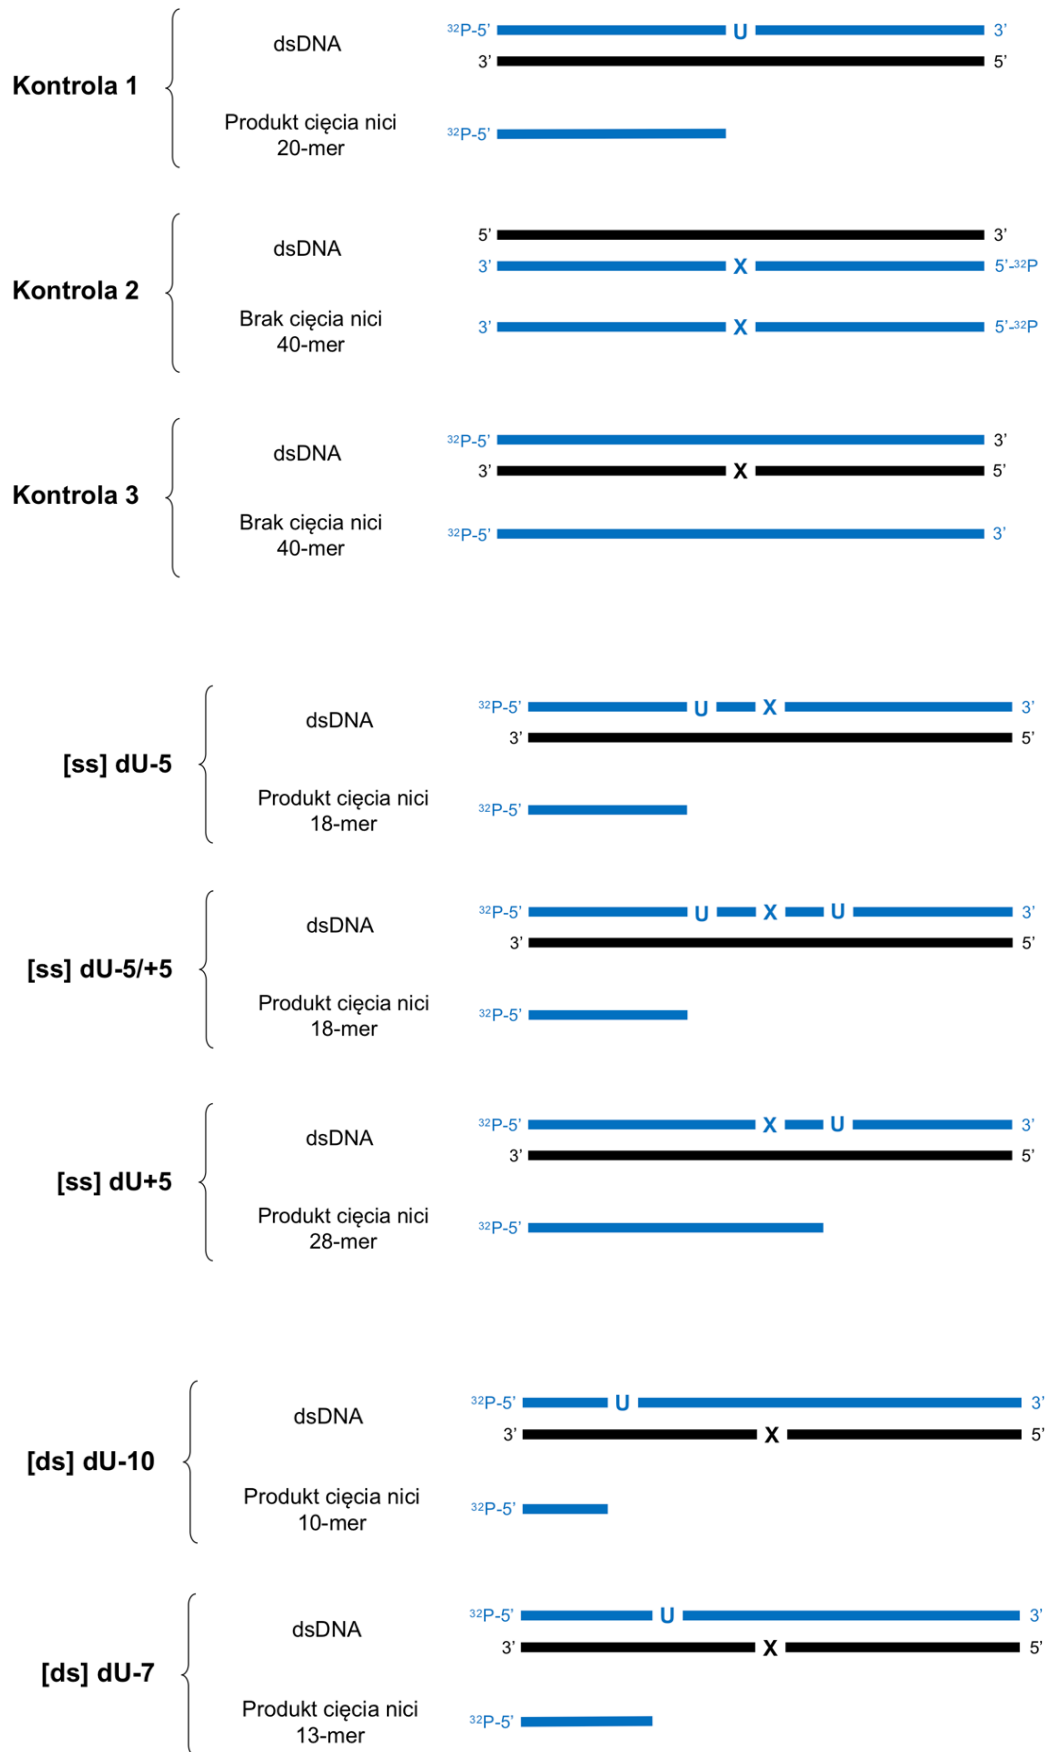 Kontrola 1
dsDNA
³²P-5’ U 3’
3’ 5’
Produkt cięcia nici
20-mer
³²P-5’
Kontrola 2
dsDNA
5’ 3’
3’ X 5’-³²P
Brak cięcia nici
40-mer
3’ X 5’-³²P
Kontrola 3
dsDNA
³²P-5’ 3’
3’ X 5’
Brak cięcia nici
40-mer
³²P-5’ 3’
[ss] dU-5
dsDNA
³²P-5’ U X 3’
3’ 5’
Produkt cięcia nici
18-mer
³²P-5’
[ss] dU-5/+5
dsDNA
³²P-5’ U X U 3’
3’ 5’
Produkt cięcia nici
18-mer
³²P-5’
[ss] dU+5
dsDNA
³²P-5’ X U 3’
3’ 5’
Produkt cięcia nici
28-mer
³²P-5’
[ds] dU-10
dsDNA
³²P-5’ U 3’
3’ X 5’
Produkt cięcia nici
10-mer
³²P-5’
[ds] dU-7
dsDNA
³²P-5’ U 3’
3’ X 5’
Produkt cięcia nici
13-mer
³²P-5’